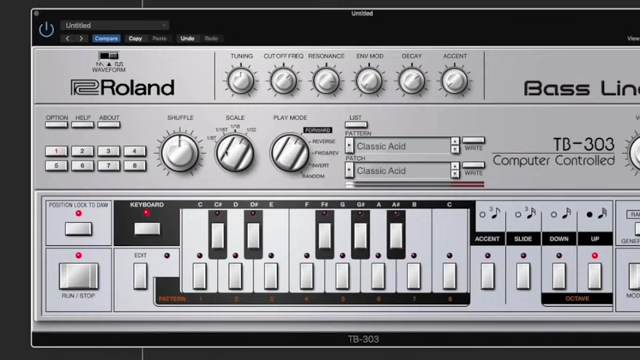 Untitled
Untitled
Compare Copy Paste Undo Redo
View
WAVEFORM
Roland
TUNING CUT OFF FREQ RESONANCE ENV MOD DECAY ACCENT
Bass Line
OPTION HELP ABOUT
1 2 3 4
5 6 7 8
SHUFFLE
SCALE
1/16T 1/16 1/32
1/8T
PLAY MODE
FORWARD
REVERSE
FWD&REV
INVERT
RANDOM
LIST
PATTERN
Classic Acid
WRITE
PATCH
Classic Acid
WRITE
TB-303
Computer Controlled
POSITION LOCK TO DAW
RUN / STOP
KEYBOARD
EDIT
C C# D D# E F F# G G# A A# B C
PATTERN 1 2 3 4 5 6 7 8
3 3
ACCENT SLIDE DOWN UP
OCTAVE
TB-303